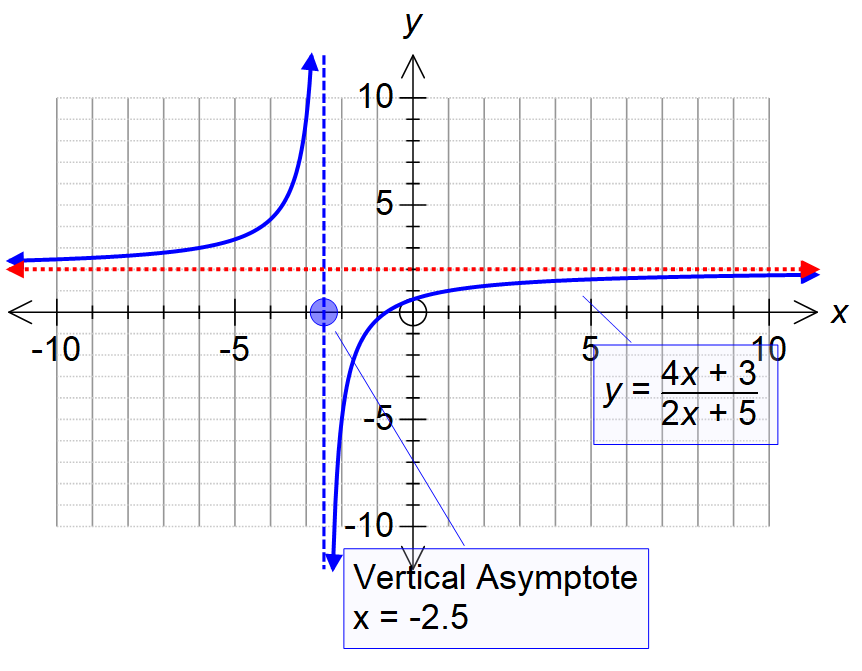 y
10
5
x
-10
-5
5
10
y = 4x + 3
2x + 5
-5
-10
Vertical Asymptote
x = -2.5